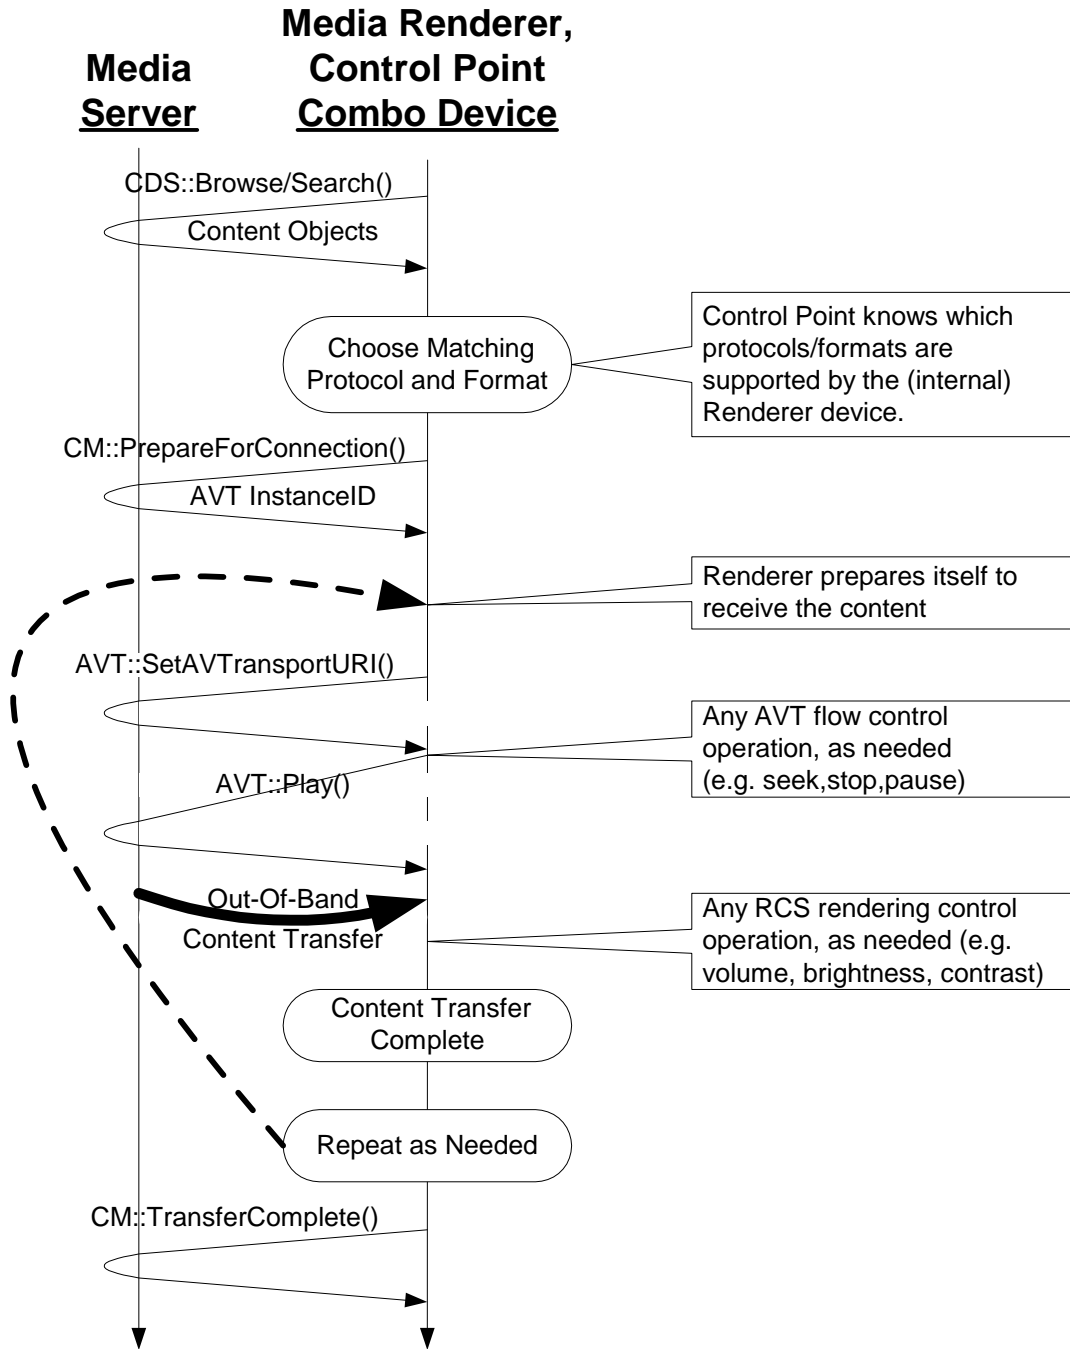 Media Renderer,
Control Point
Combo Device
Media
Server
CDS::Browse/Search()
Content Objects
Choose Matching
Protocol and Format
Control Point knows which
protocols/formats are
supported by the (internal)
Renderer device.
CM::PrepareForConnection()
AVT InstanceID
Renderer prepares itself to
receive the content
AVT::SetAVTransportURI()
Any AVT flow control
operation, as needed
(e.g. seek,stop,pause)
AVT::Play()
Out-Of-Band
Content Transfer
Any RCS rendering control
operation, as needed (e.g.
volume, brightness, contrast)
Content Transfer
Complete
Repeat as Needed
CM::TransferComplete()